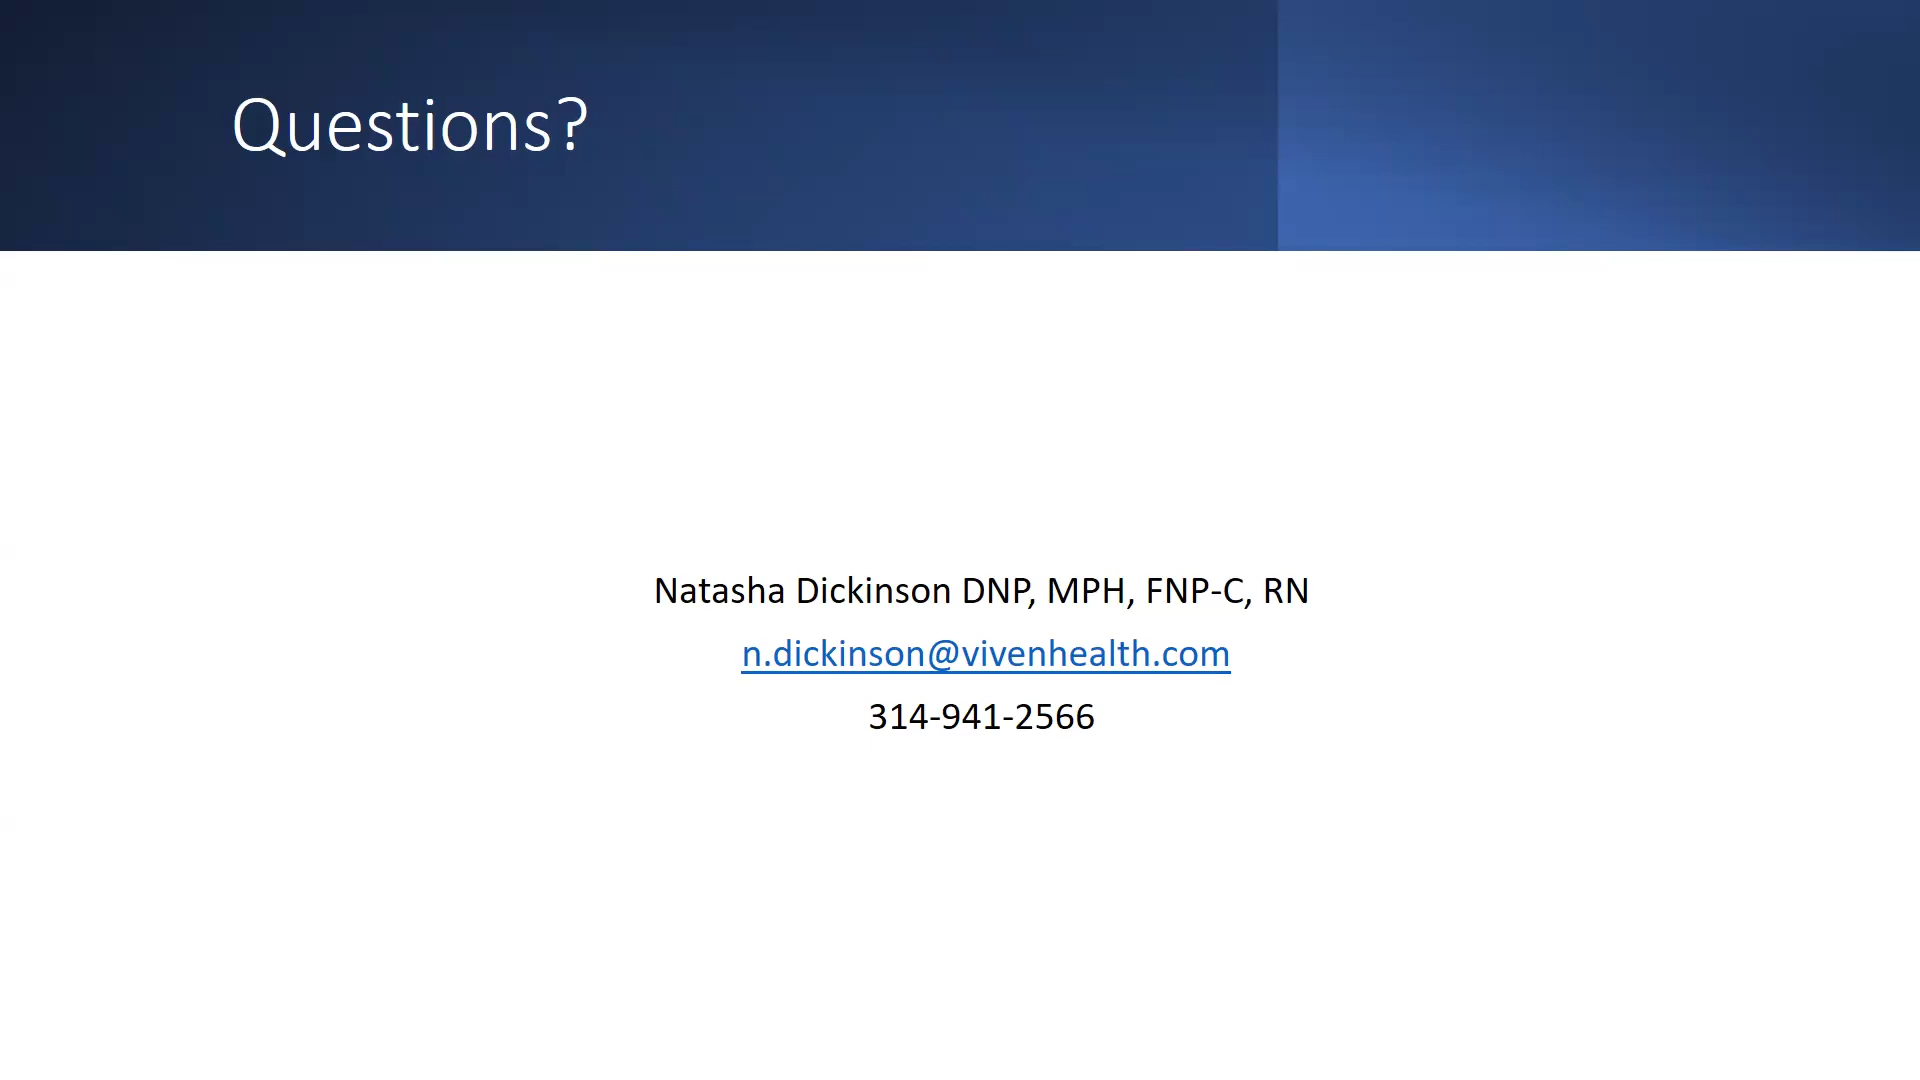 Questions?
Natasha Dickinson DNP, MPH, FNP-C, RN
n.dickinson@vivenhealth.com
314-941-2566